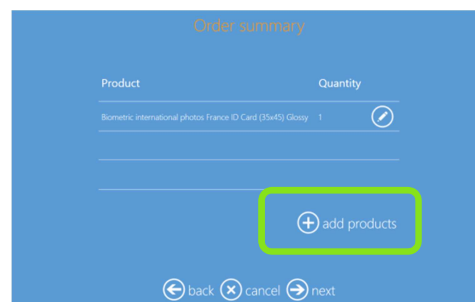 Order summary
Product Quantity
Biometric international photos France ID Card (35x45) Glossy 1
add products
back cancel next